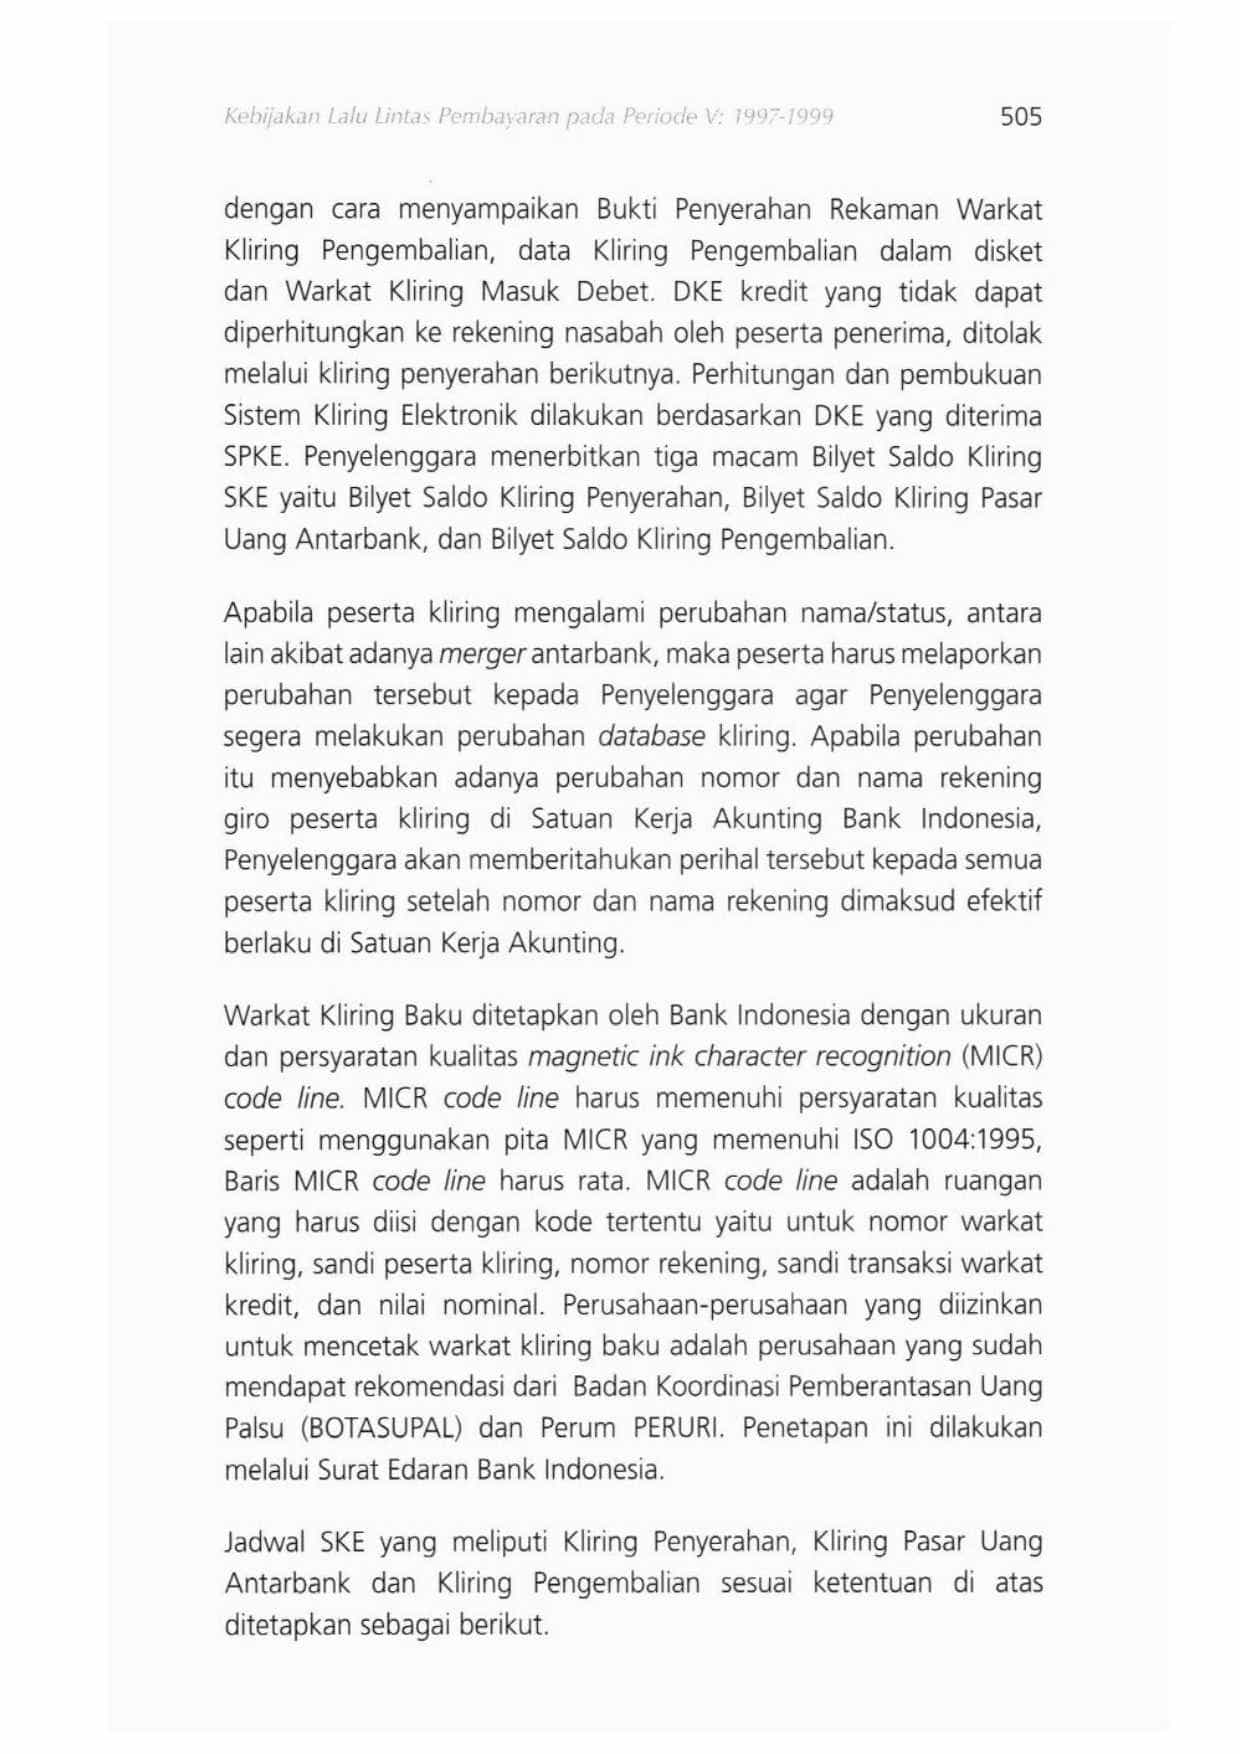 Kebijakan Lalu Lintas Pembayaran pada Periode V: 1997-1999 505
dengan cara menyampaikan Bukti Penyerahan Rekaman Warkat
Kliring Pengembalian, data Kliring Pengembalian dalam disket
dan Warkat Kliring Masuk Debet. DKE kredit yang tidak dapat
diperhitungkan ke rekening nasabah oleh peserta penerima, ditolak
melalui kliring penyerahan berikutnya. Perhitungan dan pembukuan
Sistem Kliring Elektronik dilakukan berdasarkan DKE yang diterima
SPKE. Penyelenggara menerbitkan tiga macam Bilyet Saldo Kliring
SKE yaitu Bilyet Saldo Kliring Penyerahan, Bilyet Saldo Kliring Pasar
Uang Antarbank, dan Bilyet Saldo Kliring Pengembalian.
Apabila peserta kliring mengalami perubahan nama/status, antara
lain akibat adanya merger antarbank, maka peserta harus melaporkan
perubahan tersebut kepada Penyelenggara agar Penyelenggara
segera melakukan perubahan database kliring. Apabila perubahan
itu menyebabkan adanya perubahan nomor dan nama rekening
giro peserta kliring di Satuan Kerja Akunting Bank Indonesia,
Penyelenggara akan memberitahukan perihal tersebut kepada semua
peserta kliring setelah nomor dan nama rekening dimaksud efektif
berlaku di Satuan Kerja Akunting.
Warkat Kliring Baku ditetapkan oleh Bank Indonesia dengan ukuran
dan persyaratan kualitas magnetic ink character recognition (MICR)
code line. MICR code line harus memenuhi persyaratan kualitas
seperti menggunakan pita MICR yang memenuhi ISO 1004:1995,
Baris MICR code line harus rata. MICR code line adalah ruangan
yang harus diisi dengan kode tertentu yaitu untuk nomor warkat
kliring, sandi peserta kliring, nomor rekening, sandi transaksi warkat
kredit, dan nilai nominal. Perusahaan-perusahaan yang diizinkan
untuk mencetak warkat kliring baku adalah perusahaan yang sudah
mendapat rekomendasi dari Badan Koordinasi Pemberantasan Uang
Palsu (BOTASUPAL) dan Perum PERURI. Penetapan ini dilakukan
melalui Surat Edaran Bank Indonesia.
Jadwal SKE yang meliputi Kliring Penyerahan, Kliring Pasar Uang
Antarbank dan Kliring Pengembalian sesuai ketentuan di atas
ditetapkan sebagai berikut.